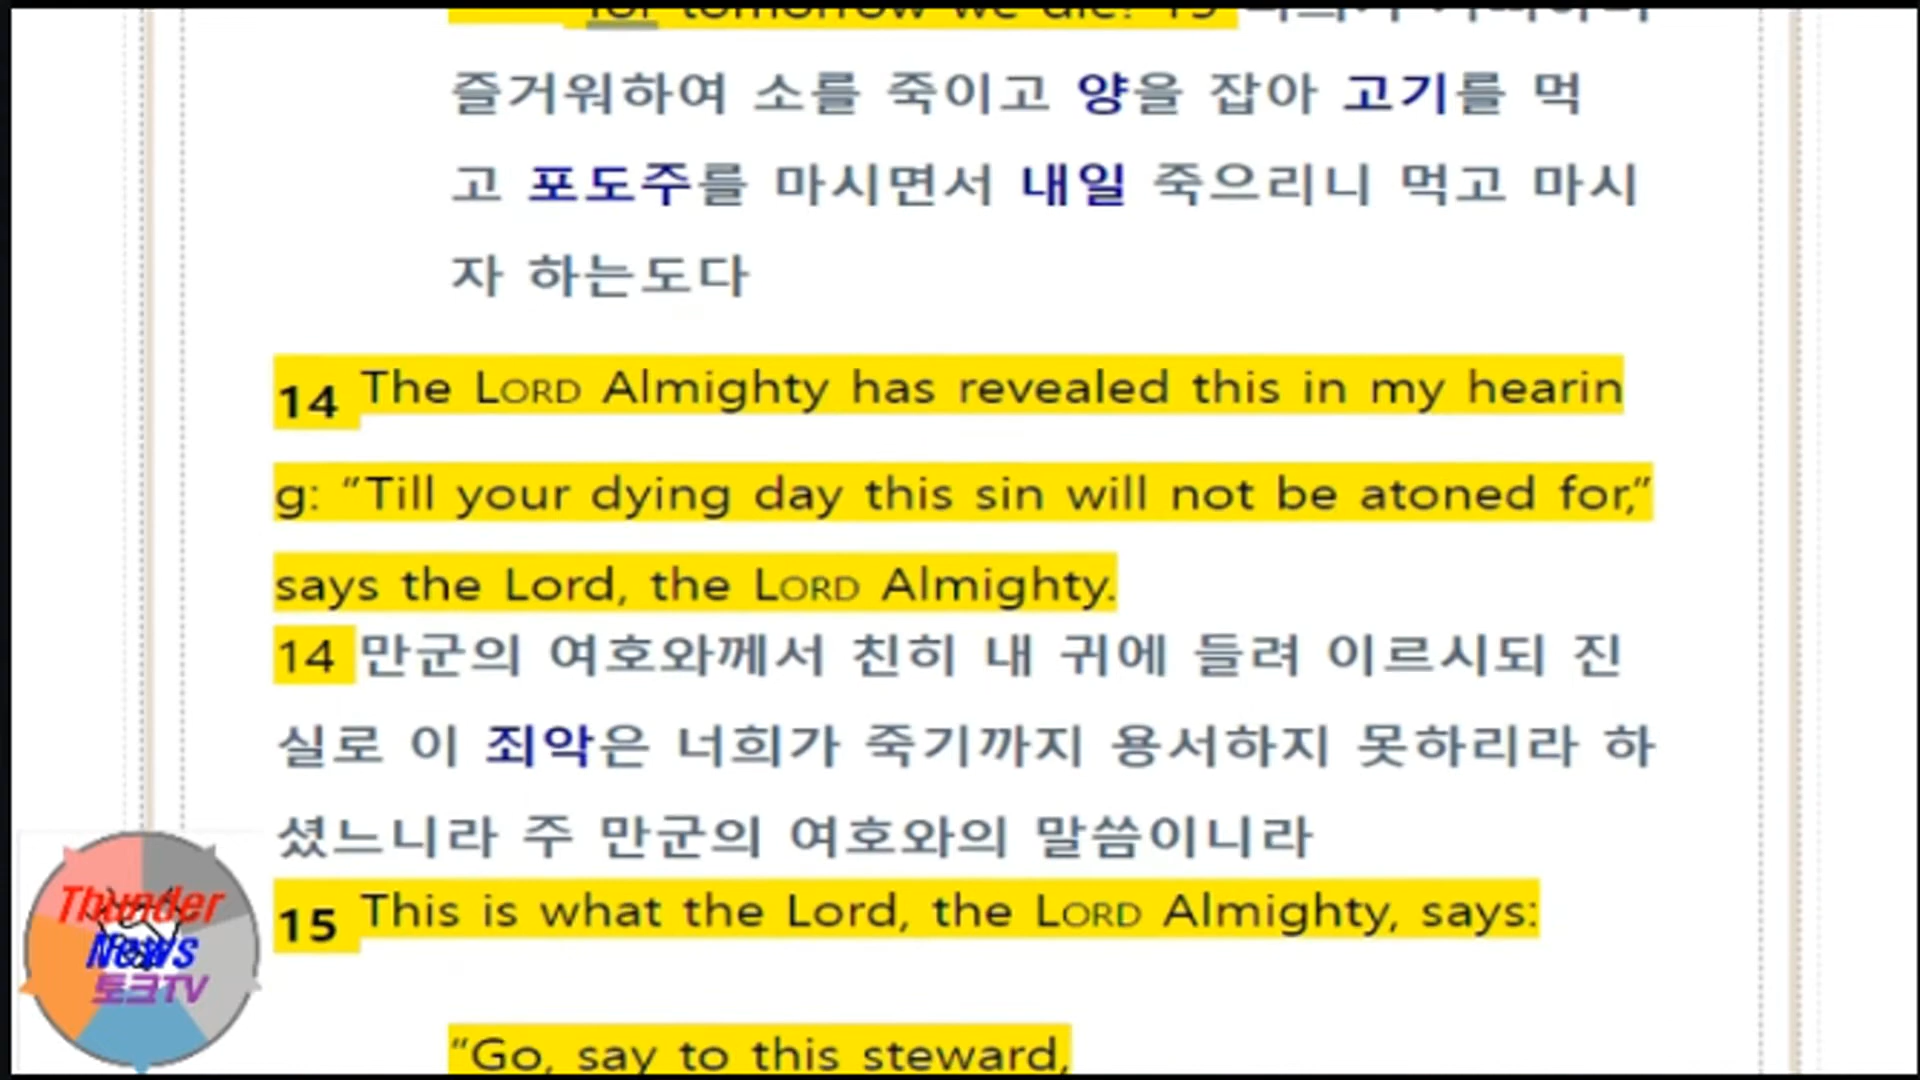 for tomorrow we die!" 13
즐거워하여 소를 죽이고 양을 잡아 고기를 먹
고 포도주를 마시면서 내일 죽으리니 먹고 마시
자 하는도다
14 The LORD Almighty has revealed this in my hearin
g: “Till your dying day this sin will not be atoned for,”
says the Lord, the LORD Almighty.
14 만군의 여호와께서 친히 내 귀에 들려 이르시되 진
실로 이 죄악은 너희가 죽기까지 용서하지 못하리라 하
셨느니라 주 만군의 여호와의 말씀이니라
15 This is what the Lord, the LORD Almighty, says:
“Go, say to this steward,
Thunder
News
토크TV